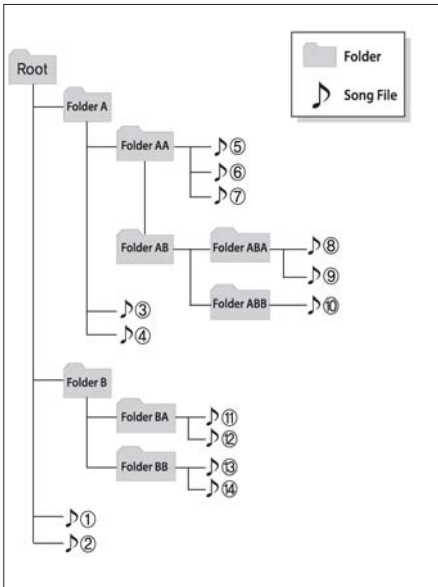 Folder
Root
Song File
Folder A
Folder AA ⑤
⑥
⑦
Folder AB Folder ABA ⑧
⑨
Folder ABB ⑩
③
④
Folder B
Folder BA ⑪
⑫
Folder BB ⑬
⑭
①
②